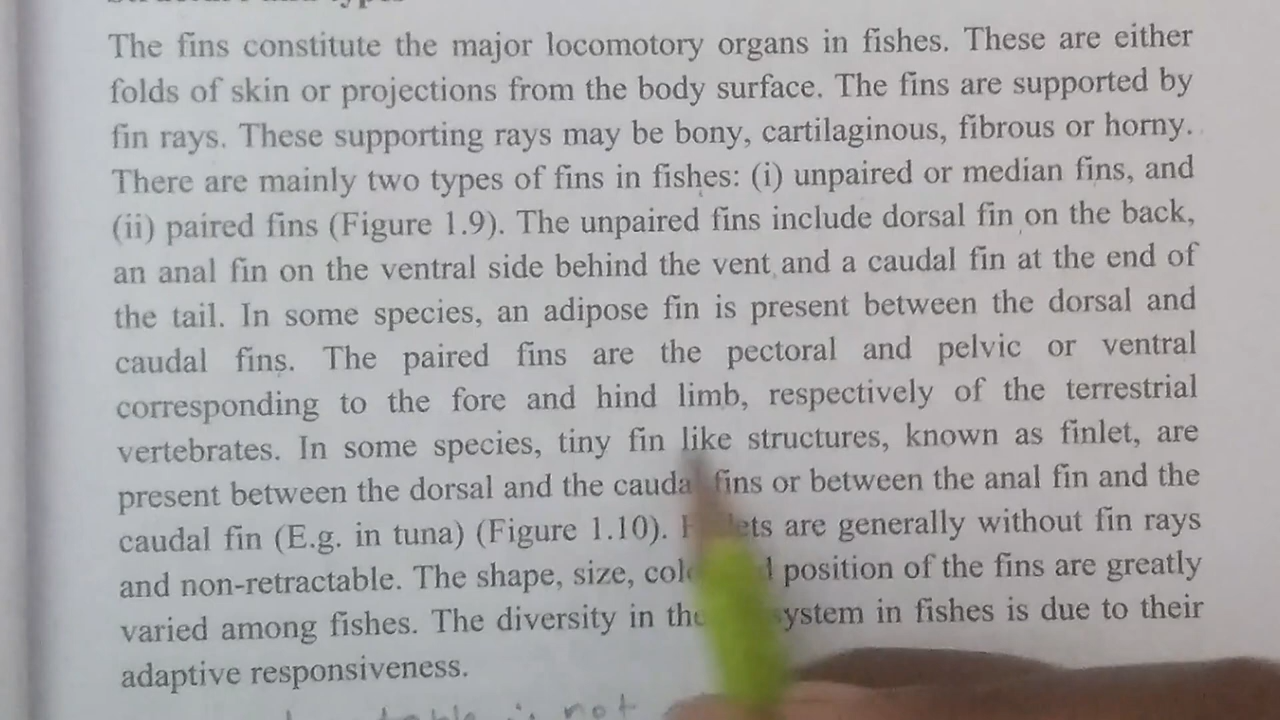 The fins constitute the major locomotory organs in fishes. These are either
folds of skin or projections from the body surface. The fins are supported by
fin rays. These supporting rays may be bony, cartilaginous, fibrous or horny.
There are mainly two types of fins in fishes: (i) unpaired or median fins, and
(ii) paired fins (Figure 1.9). The unpaired fins include dorsal fin on the back,
an anal fin on the ventral side behind the vent and a caudal fin at the end of
the tail. In some species, an adipose fin is present between the dorsal and
caudal fins. The paired fins are the pectoral and pelvic or ventral
corresponding to the fore and hind limb, respectively of the terrestrial
vertebrates. In some species, tiny fin like structures, known as finlet, are
present between the dorsal and the cauda fins or between the anal fin and the
caudal fin (E.g. in tuna) (Figure 1.10). are generally without fin rays
and non-retractable. The shape, size, position of the fins are greatly
varied among fishes. The diversity in the system in fishes is due to their
adaptive responsiveness.
not